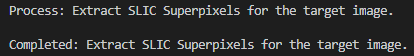 Process: Extract SLIC Superpixels for the target image.
Completed: Extract SLIC Superpixels for the target image.